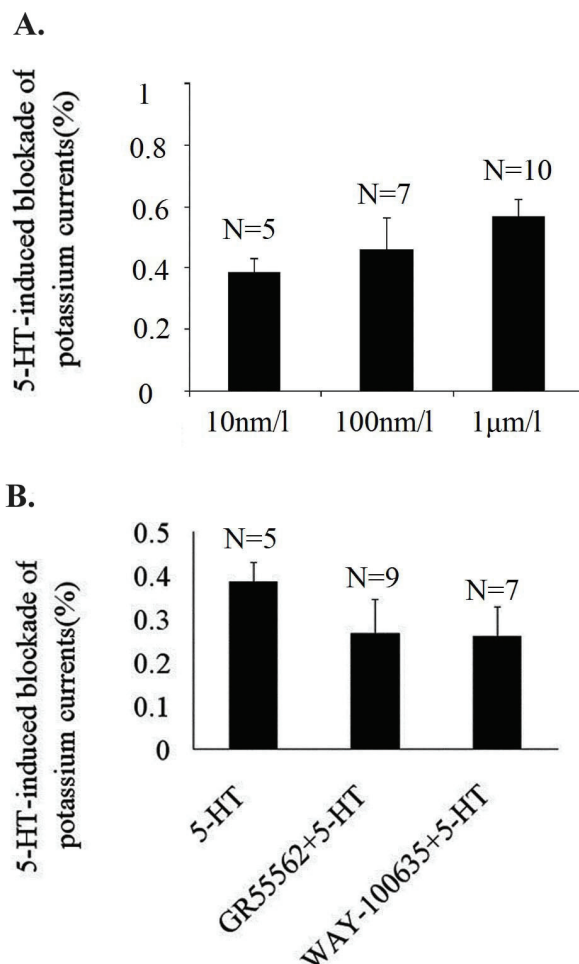 A.
5-HT-induced blockade of
potassium currents(%)
1
0.8
0.6
0.4
0.2
0
N=5
N=7
N=10
10nm/l
100nm/l
1μm/l
B.
5-HT-induced blockade of
potassium currents(%)
0.5
0.4
0.3
0.2
0.1
0
N=5
N=9
N=7
5-HT
GR55562+5-HT
WAY-100635+5-HT